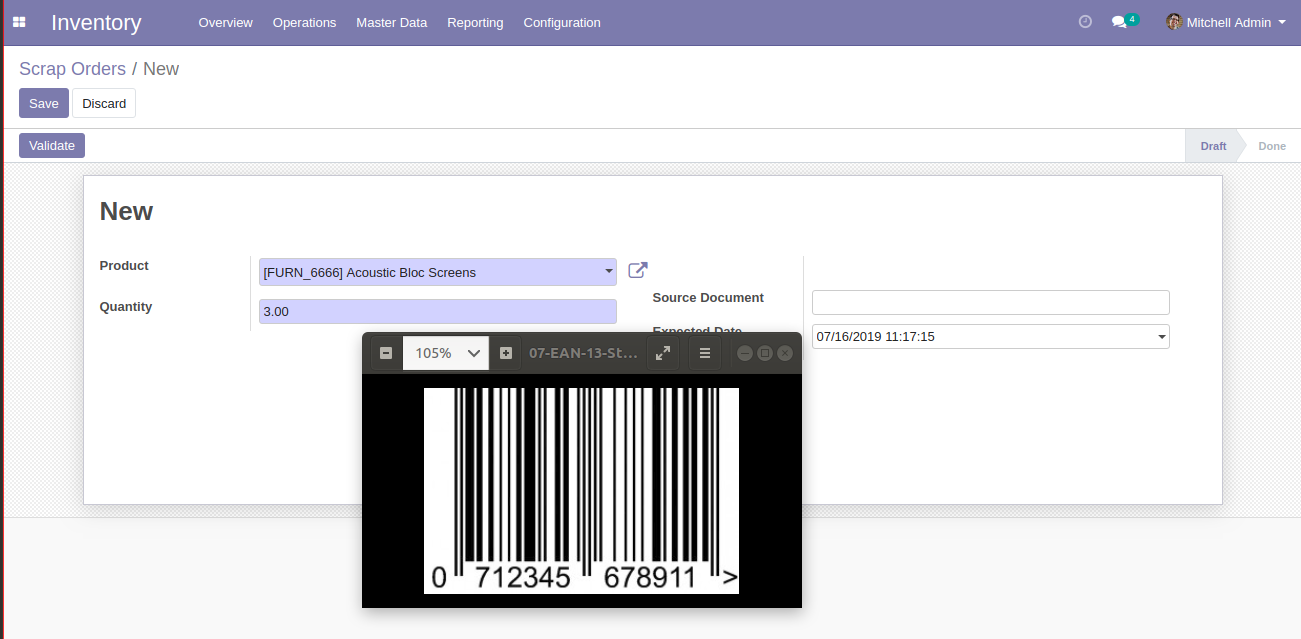 Inventory Overview Operations Master Data Reporting Configuration 4 Mitchell Admin
Scrap Orders / New
Save Discard
Validate Draft Done
New
Product [FURN_6666] Acoustic Bloc Screens
Source Document
Quantity 3.00
Expected Date 07/16/2019 11:17:15
105% 07-EAN-13-St...
0 712345 678911 >